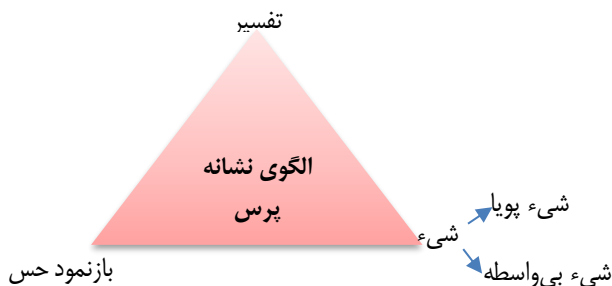 تفسیر
الگوی نشانه
پرس
شیء پویا
شیء
شیء بی‌واسطه
بازنمود حس